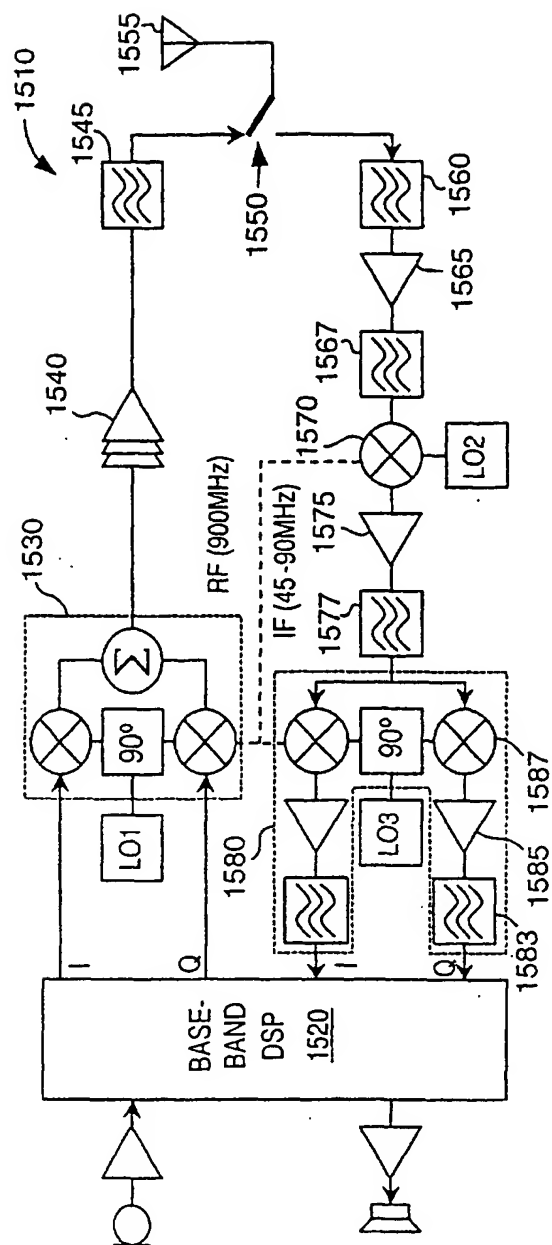 1510
1555
1545
1550
1540
1530
1560
1565
1567
1570
LO2
1575
1577
RF (900MHz)
IF (45-90MHz)
Σ
90°
LO1
I
Q
90°
LO3
1580
1587
1585
1583
I
Q
BASE-
BAND
DSP
1520